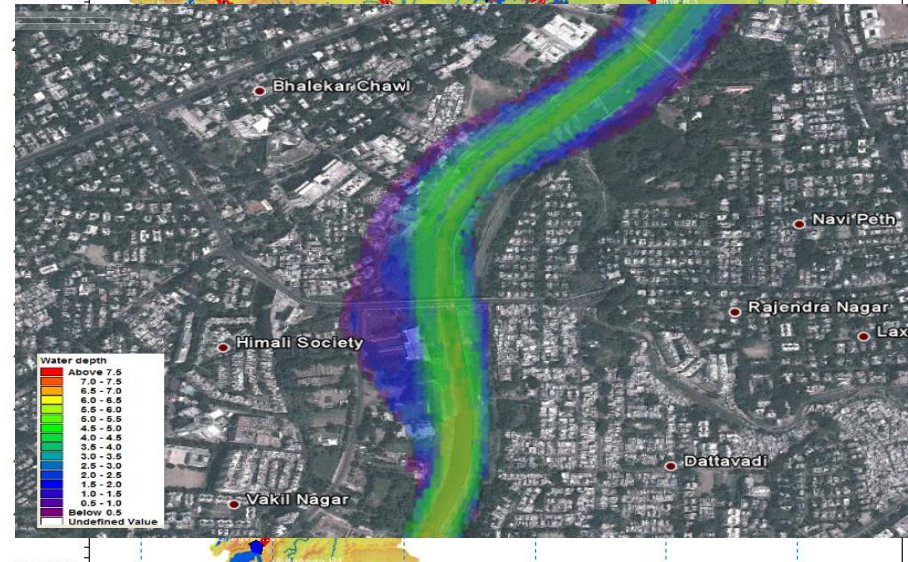 Bhalekar Chawl
Navi Peth
Rajendra Nagar
Lax
Himali Society
Dattavadi
Vakil Nagar
Water depth
Above 7.5
7.0 - 7.5
6.5 - 7.0
6.0 - 6.5
5.5 - 6.0
5.0 - 5.5
4.5 - 5.0
4.0 - 4.5
3.5 - 4.0
3.0 - 3.5
2.5 - 3.0
2.0 - 2.5
1.5 - 2.0
1.0 - 1.5
0.5 - 1.0
Below 0.5
Undefined Value